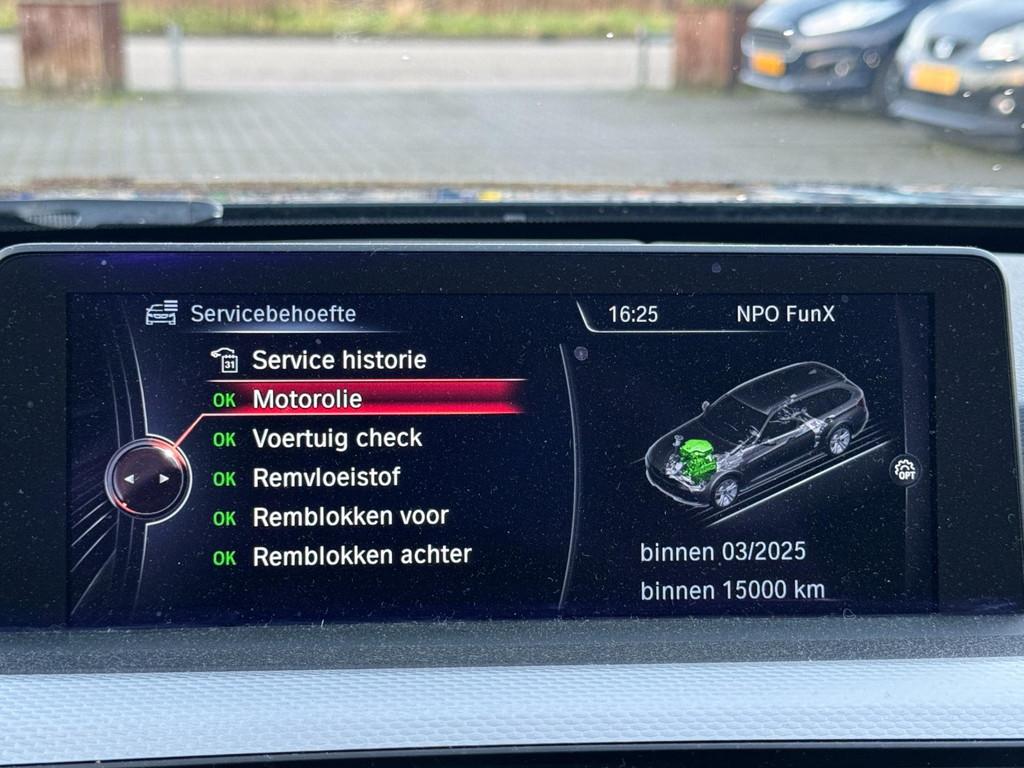 Servicebehoefte
16:25
NPO FunX
31 Service historie
OK Motorolie
OK Voertuig check
OK Remvloeistof
OK Remblokken voor
OK Remblokken achter
OPT
binnen 03/2025
binnen 15000 km